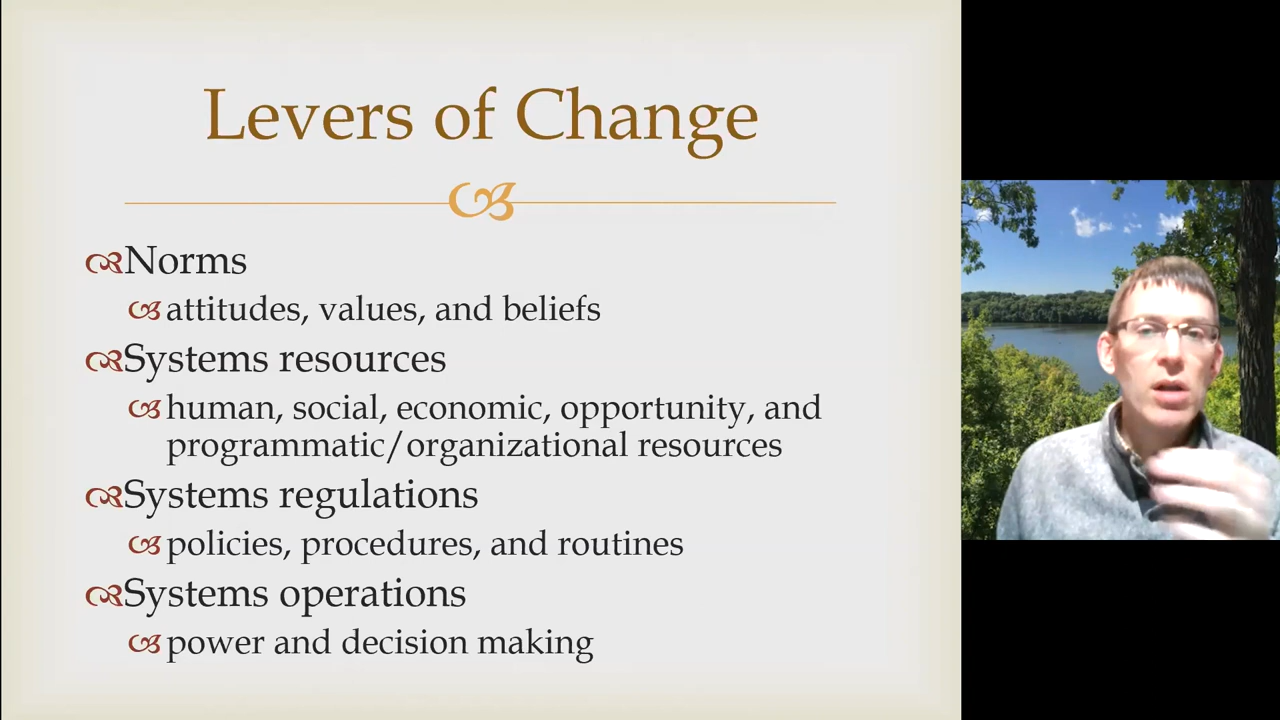 Levers of Change
Norms
attitudes, values, and beliefs
Systems resources
human, social, economic, opportunity, and
programmatic/organizational resources
Systems regulations
policies, procedures, and routines
Systems operations
power and decision making